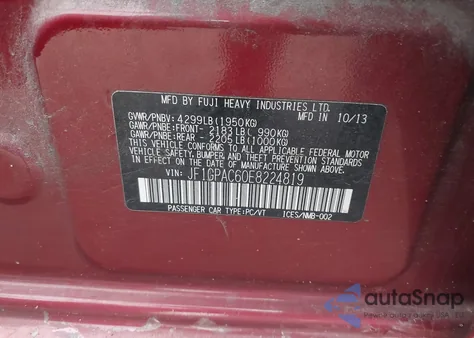 MFD BY FUJI HEAVY INDUSTRIES LTD.
MFD IN 10/13
GVWR/PNBV: 4299LB(1950KG)
GAWR/PNBE:FRONT- 2183LB( 990KG)
GAWR/PNBE:REAR - 2205LB(1000KG)
THIS VEHICLE CONFORMS TO ALL APPLICABLE FEDERAL MOTOR
VEHICLE SAFETY, BUMPER, AND THEFT PREVENTION STANDARDS
IN EFFECT ON THE DATE OF MANUFACTURE SHOWN ABOVE.
VIN: JF1GPAC60E8224819
PASSENGER CAR TYPE:PC/VT ICES/NMB-002
autoSnap